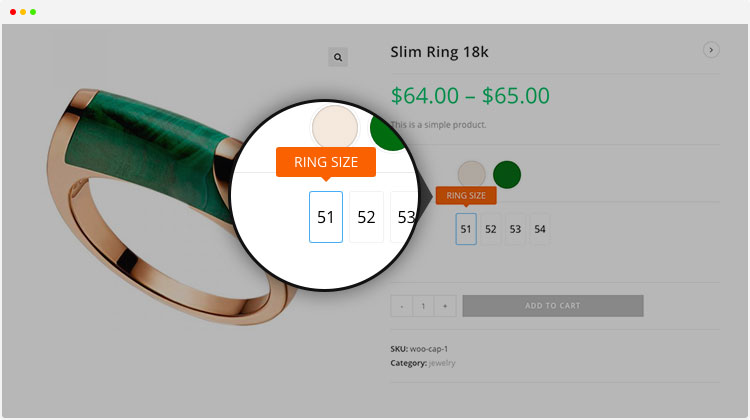 Slim Ring 18k
$64.00 – $65.00
This is a simple product.
RING SIZE
51 52 53
RING SIZE
51 52 53 54
- 1 + ADD TO CART
SKU: woo-cap-1
Category: jewelry